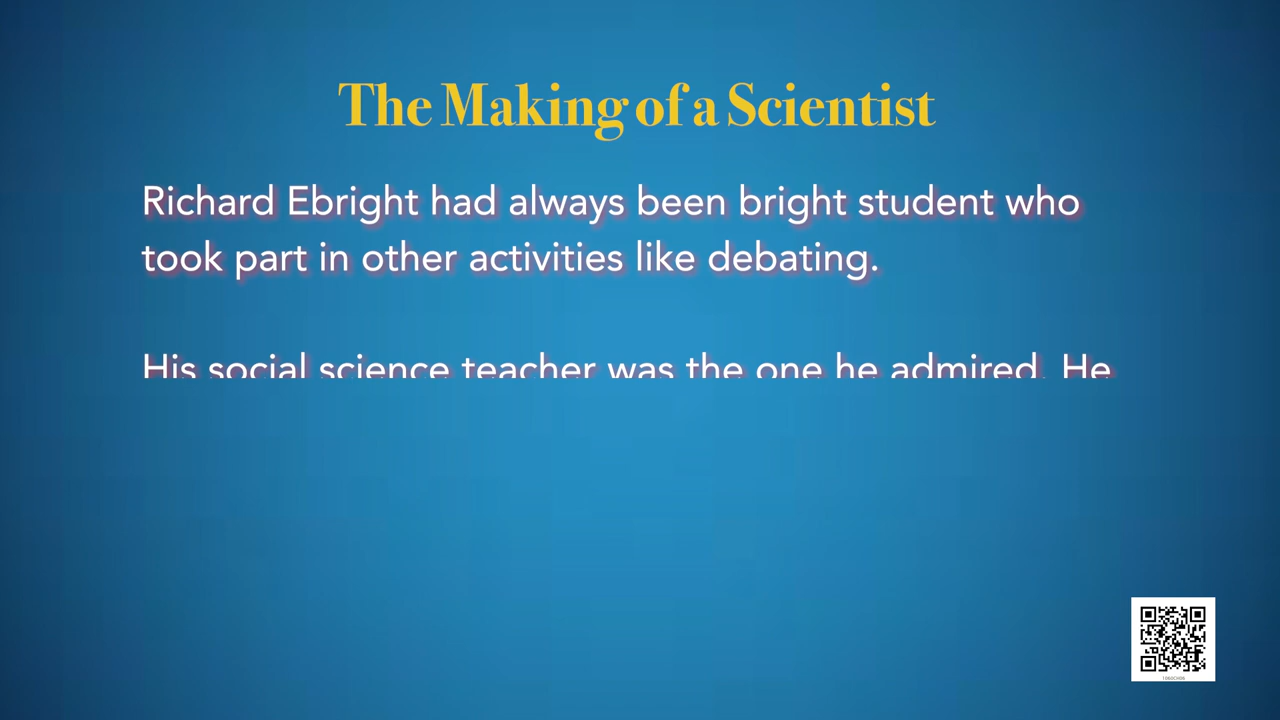 The Making of a Scientist
Richard Ebright had always been bright student who
took part in other activities like debating.
His social science teacher was the one he admired. He